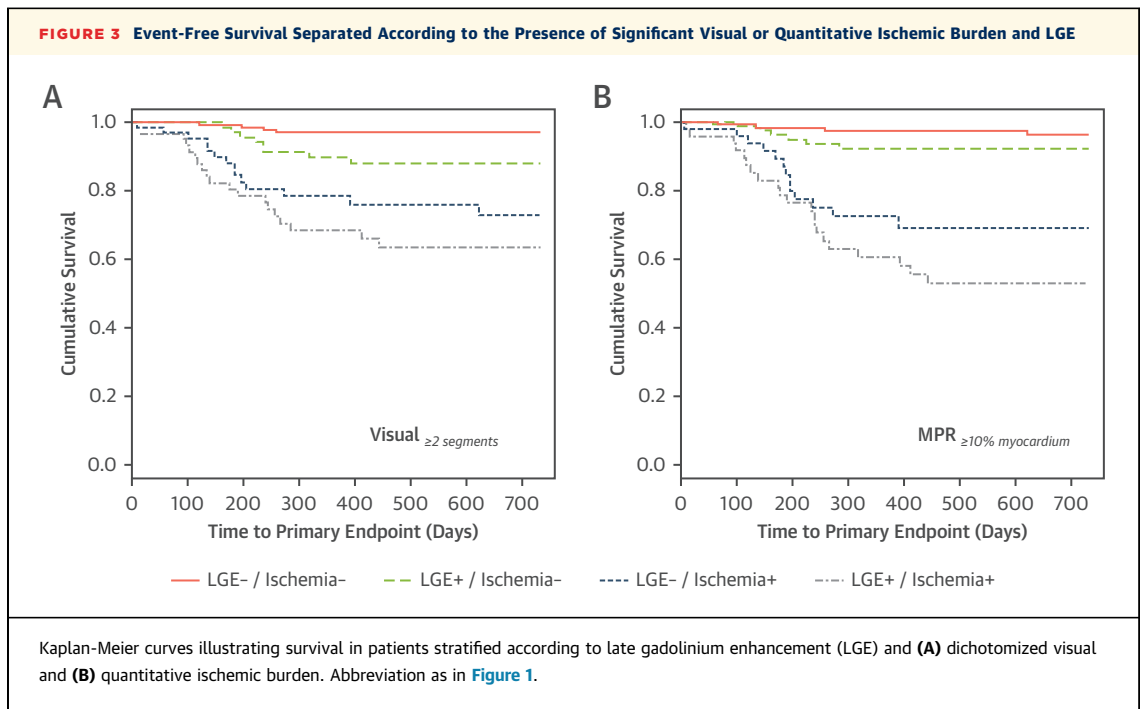 FIGURE 3 Event-Free Survival Separated According to the Presence of Significant Visual or Quantitative Ischemic Burden and LGE
A
1.0
0.8
0.6
0.4
0.2
0.0
Cumulative Survival
Visual ≥2 segments
0 100 200 300 400 500 600 700
Time to Primary Endpoint (Days)
B
1.0
0.8
0.6
0.4
0.2
0.0
Cumulative Survival
MPR ≥10% myocardium
0 100 200 300 400 500 600 700
Time to Primary Endpoint (Days)
LGE– / Ischemia– LGE+ / Ischemia– LGE– / Ischemia+ LGE+ / Ischemia+
Kaplan-Meier curves illustrating survival in patients stratified according to late gadolinium enhancement (LGE) and (A) dichotomized visual
and (B) quantitative ischemic burden. Abbreviation as in Figure 1.